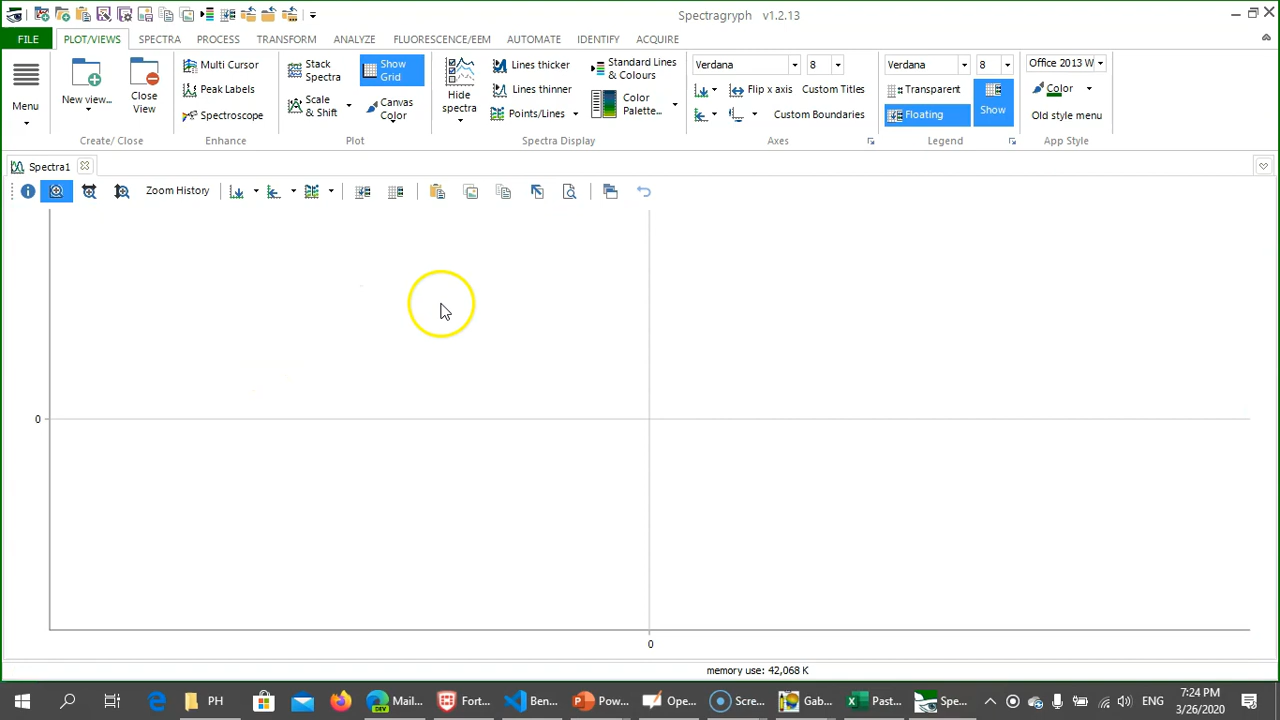 Spectragryph v1.2.13
FILE PLOT/VIEWS SPECTRA PROCESS TRANSFORM ANALYZE FLUORESCENCE/EEM AUTOMATE IDENTIFY ACQUIRE
Menu
New view...
Close
View
Create/ Close
Multi Cursor
Peak Labels
Spectroscope
Enhance
Stack
Spectra
Show
Grid
Scale
& Shift
Canvas
Color
Plot
Hide
spectra
Lines thicker
Lines thinner
Points/Lines
Standard Lines
& Colours
Color
Palette...
Spectra Display
Verdana 8
Flip x axis Custom Titles
Custom Boundaries
Axes
Verdana 8
Transparent
Floating
Show
Legend
Office 2013 W
Color
Old style menu
App Style
Spectra1
Zoom History
0
0
memory use: 42,068 K
PH Mail... Fort... Ben... Pow... Ope... Scre... Gab... Past... Spe... ENG
7:24 PM
3/26/2020